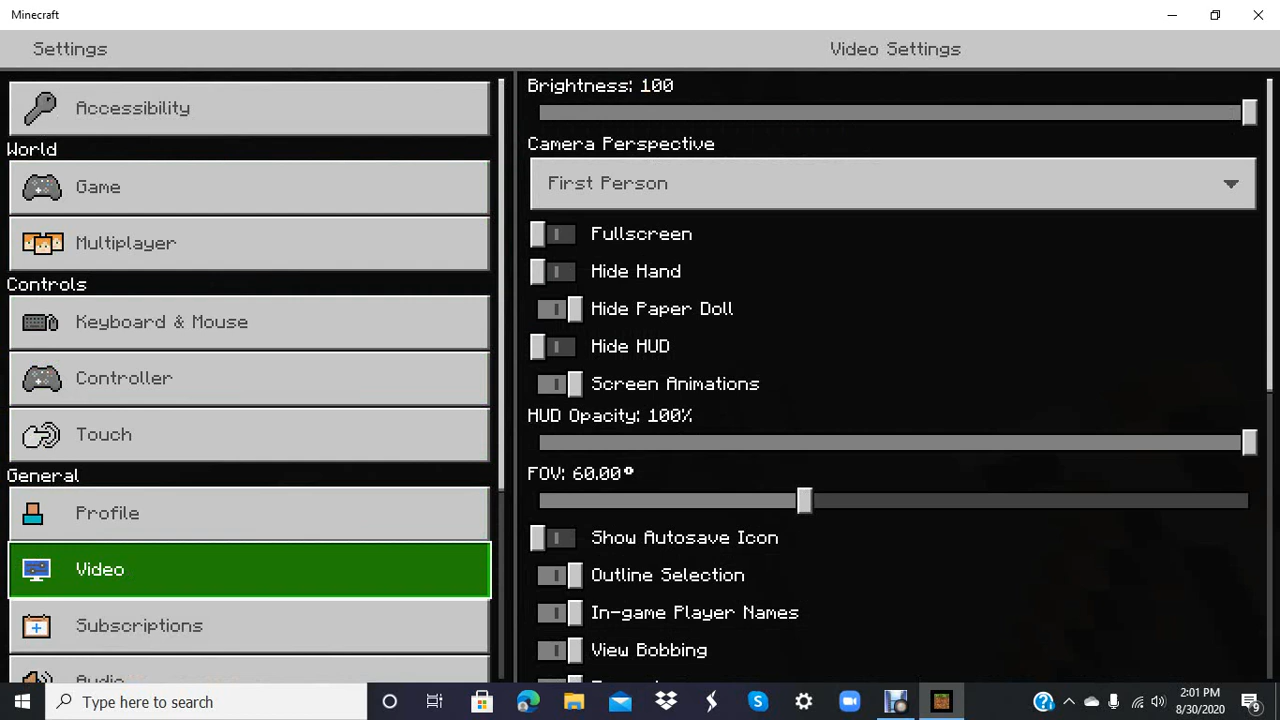 Minecraft
Settings
Video Settings
Accessibility
World
Game
Multiplayer
Controls
Keyboard & Mouse
Controller
Touch
General
Profile
Video
Subscriptions
Audio
Brightness: 100
Camera Perspective
First Person
Fullscreen
Hide Hand
Hide Paper Doll
Hide HUD
Screen Animations
HUD Opacity: 100%
FOV: 60.00°
Show Autosave Icon
Outline Selection
In-game Player Names
View Bobbing
Type here to search
2:01 PM
8/30/2020
9